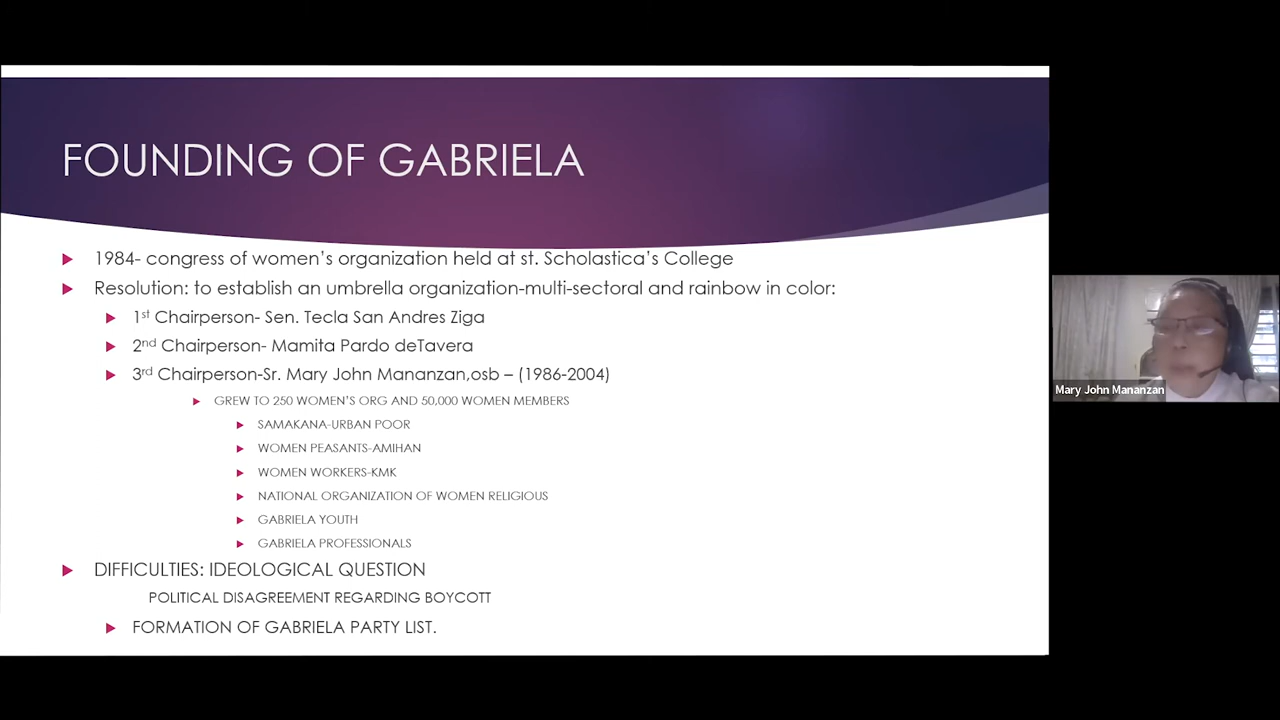 FOUNDING OF GABRIELA
1984- congress of women's organization held at st. Scholastica's College
Resolution: to establish an umbrella organization-multi-sectoral and rainbow in color:
1st Chairperson- Sen. Tecla San Andres Ziga
2nd Chairperson- Mamita Pardo deTavera
3rd Chairperson-Sr. Mary John Mananzan,osb – (1986-2004)
GREW TO 250 WOMEN'S ORG AND 50,000 WOMEN MEMBERS
SAMAKANA-URBAN POOR
WOMEN PEASANTS-AMIHAN
WOMEN WORKERS-KMK
NATIONAL ORGANIZATION OF WOMEN RELIGIOUS
GABRIELA YOUTH
GABRIELA PROFESSIONALS
DIFFICULTIES: IDEOLOGICAL QUESTION
POLITICAL DISAGREEMENT REGARDING BOYCOTT
FORMATION OF GABRIELA PARTY LIST.
Mary John Mananzan